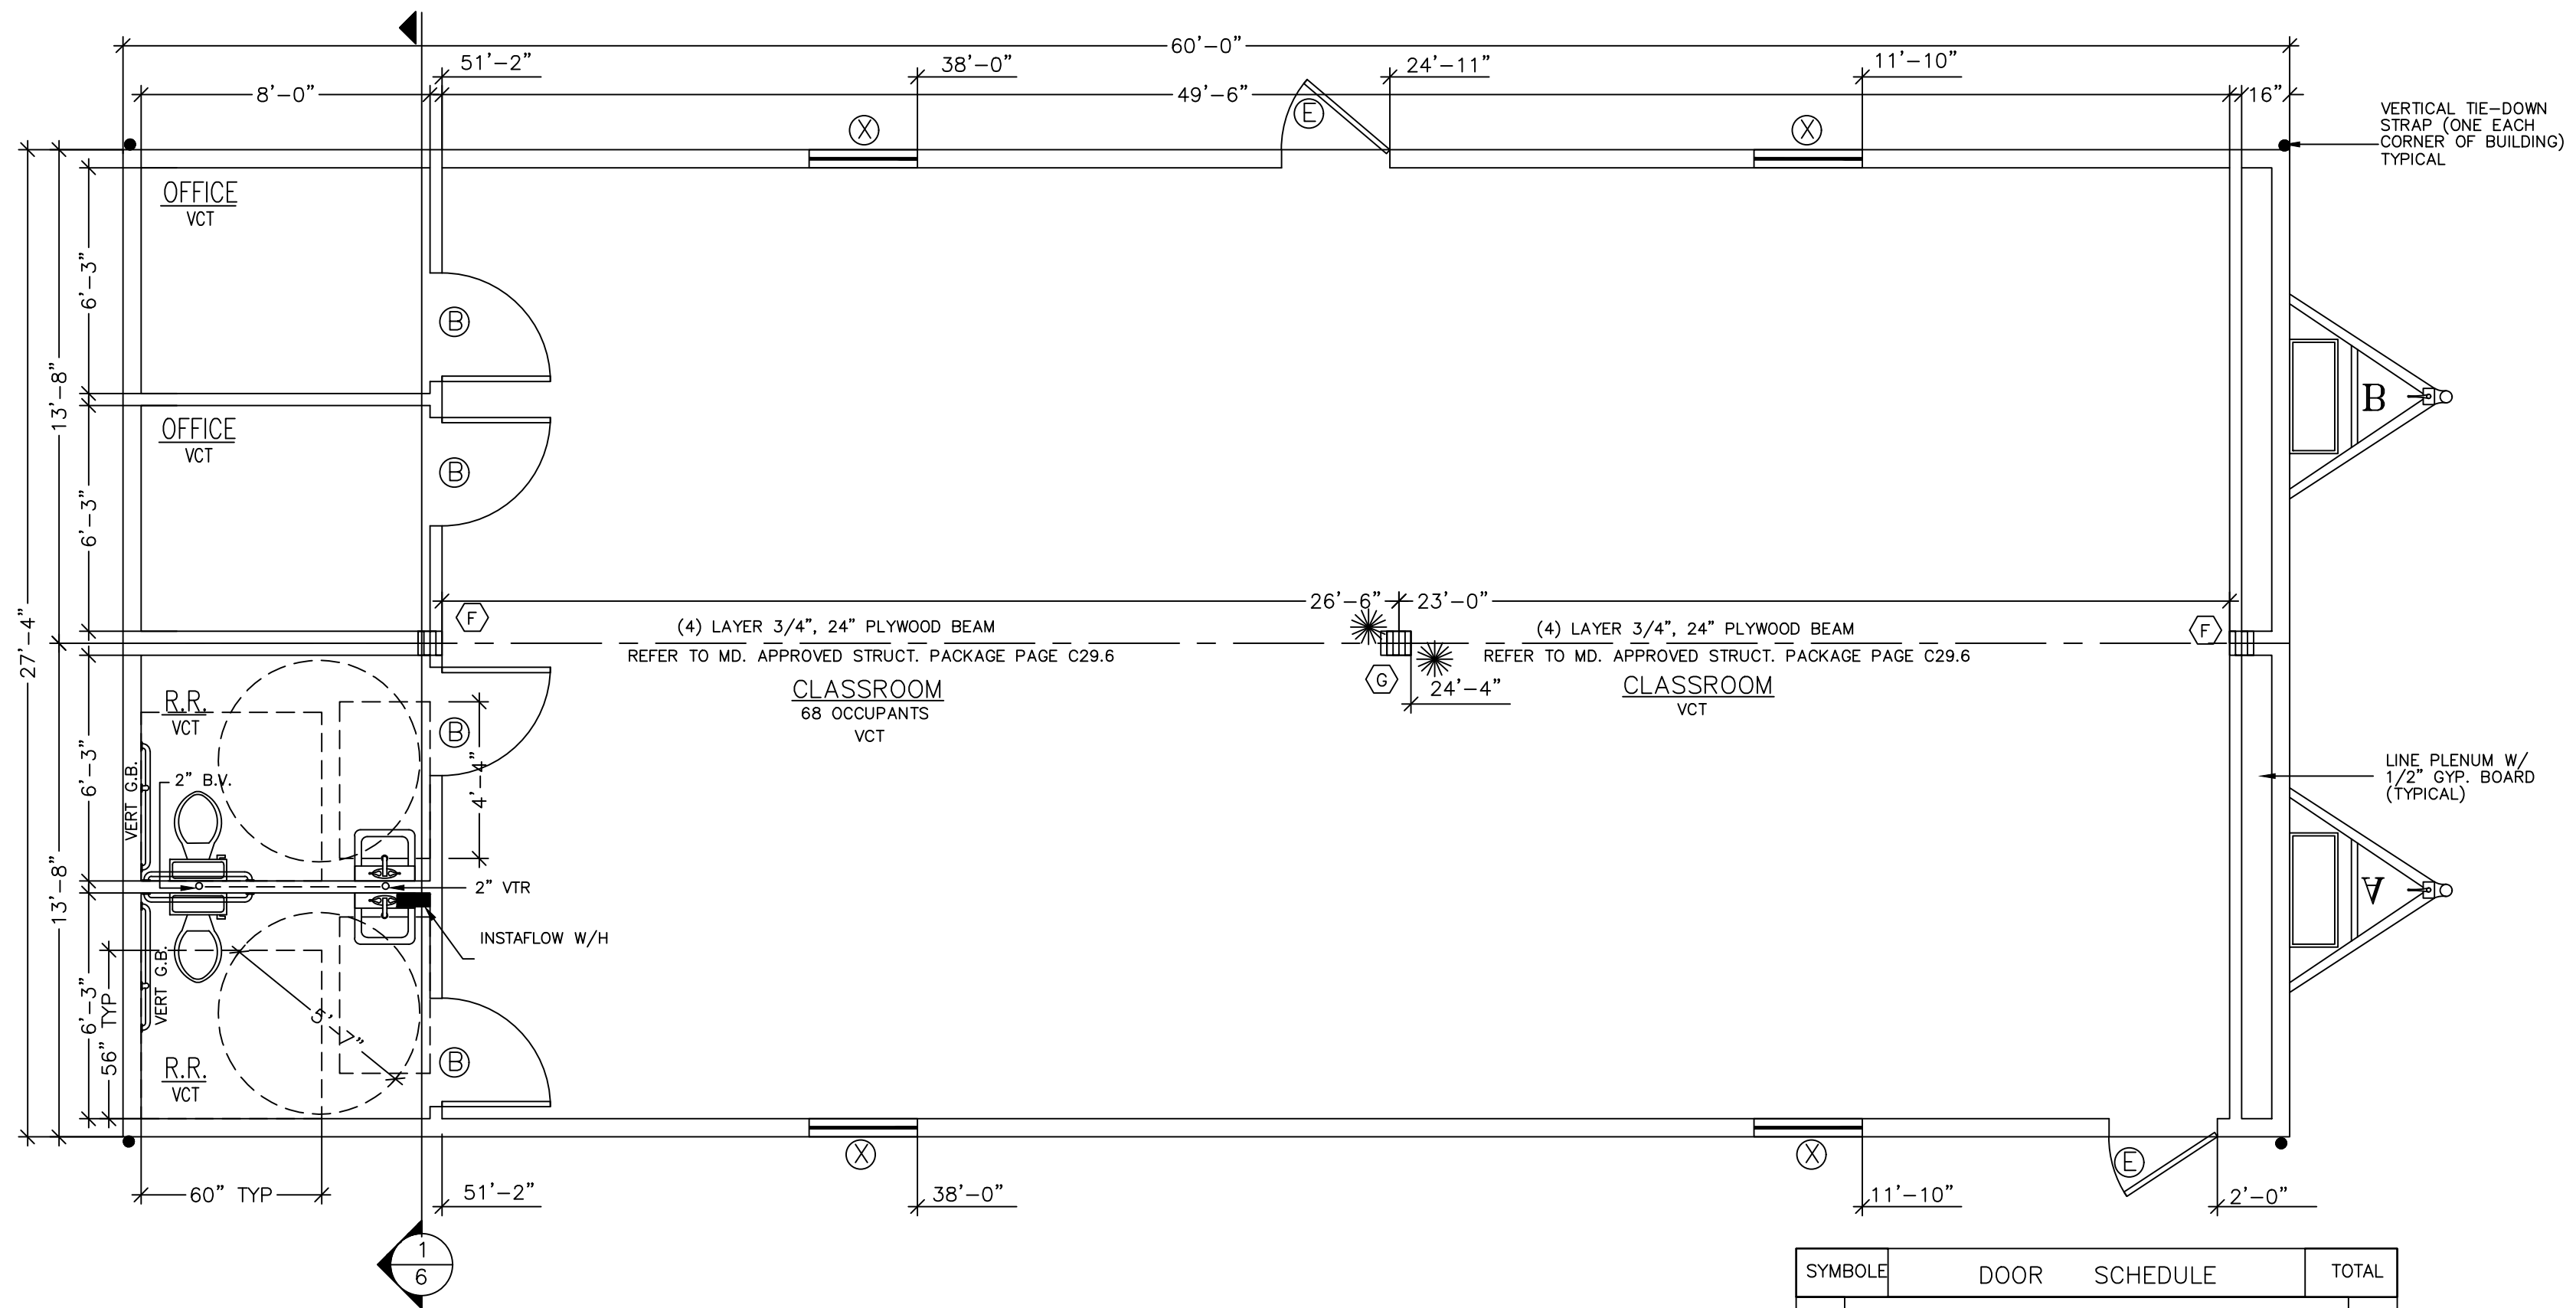 60'-0"
51'-2"
38'-0"
24'-11"
11'-10"
8'-0"
49'-6"
16"
E
X
X
VERTICAL TIE-DOWN
STRAP (ONE EACH
CORNER OF BUILDING)
TYPICAL
OFFICE
VCT
6'-3"
B
13'-8"
B
OFFICE
VCT
B
6'-3"
27'-4"
F
26'-6"
23'-0"
(4) LAYER 3/4", 24" PLYWOOD BEAM
REFER TO MD. APPROVED STRUCT. PACKAGE PAGE C29.6
(4) LAYER 3/4", 24" PLYWOOD BEAM
REFER TO MD. APPROVED STRUCT. PACKAGE PAGE C29.6
F
G
24'-4"
CLASSROOM
68 OCCUPANTS
VCT
CLASSROOM
VCT
R.R.
VCT
B
6'-3"
4'-4"
VERT G.B.
2" B.V.
LINE PLENUM W/
1/2" GYP. BOARD
(TYPICAL)
13'-8"
2" VTR
A
INSTAFLOW W/H
VERT G.B.
6'-3"
56" TYP
5' 7"
R.R.
VCT
B
X
X
E
60" TYP
51'-2"
38'-0"
11'-10"
2'-0"
1
6
SYMBOLE
DOOR SCHEDULE
TOTAL